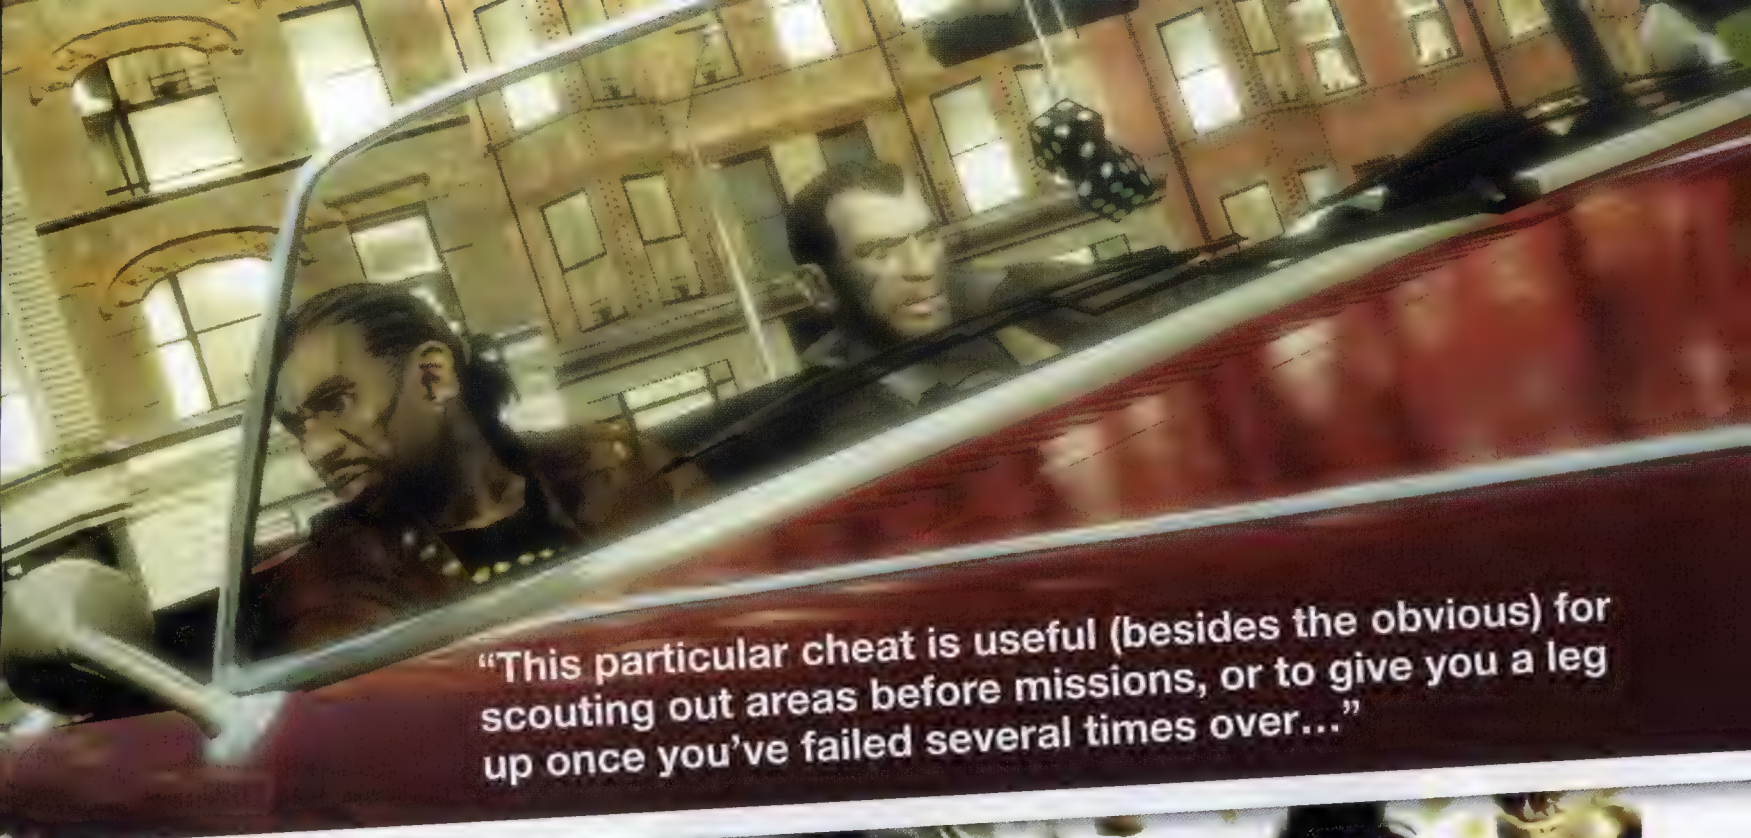 “This particular cheat is useful (besides the obvious) for
scouting out areas before missions, or to give you a leg
up once you’ve failed several times over...”